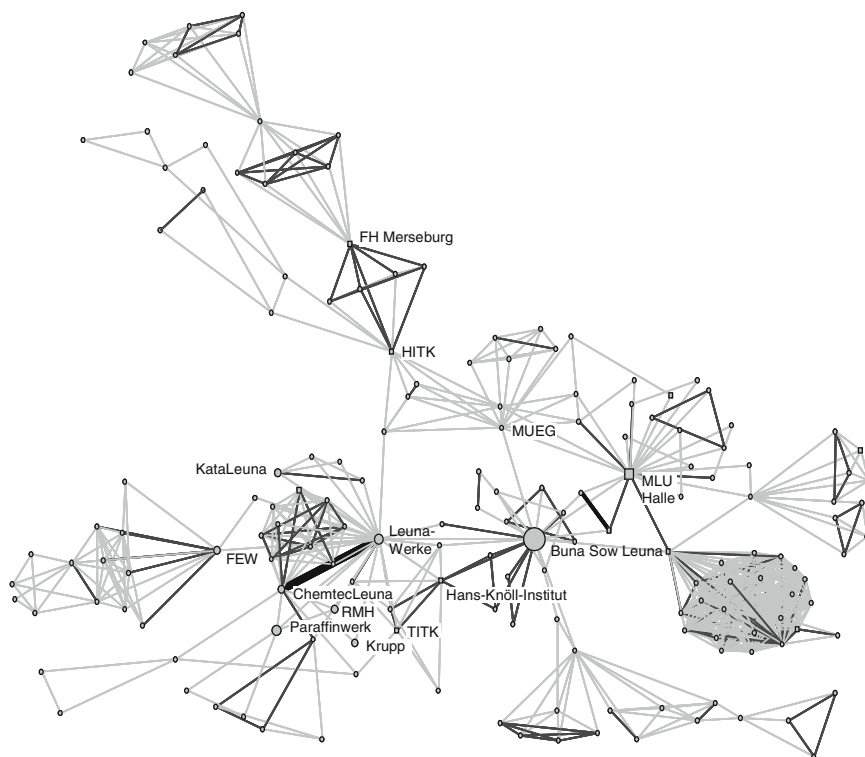 FH Merseburg
HITK
MUEG
KataLeuna
MLU
Halle
Leuna-
Werke
FEW
Buna Sow Leuna
ChemtecLeuna
Hans-Knöll-Institut
RMH
Paraffinwerk
TITK
Krupp